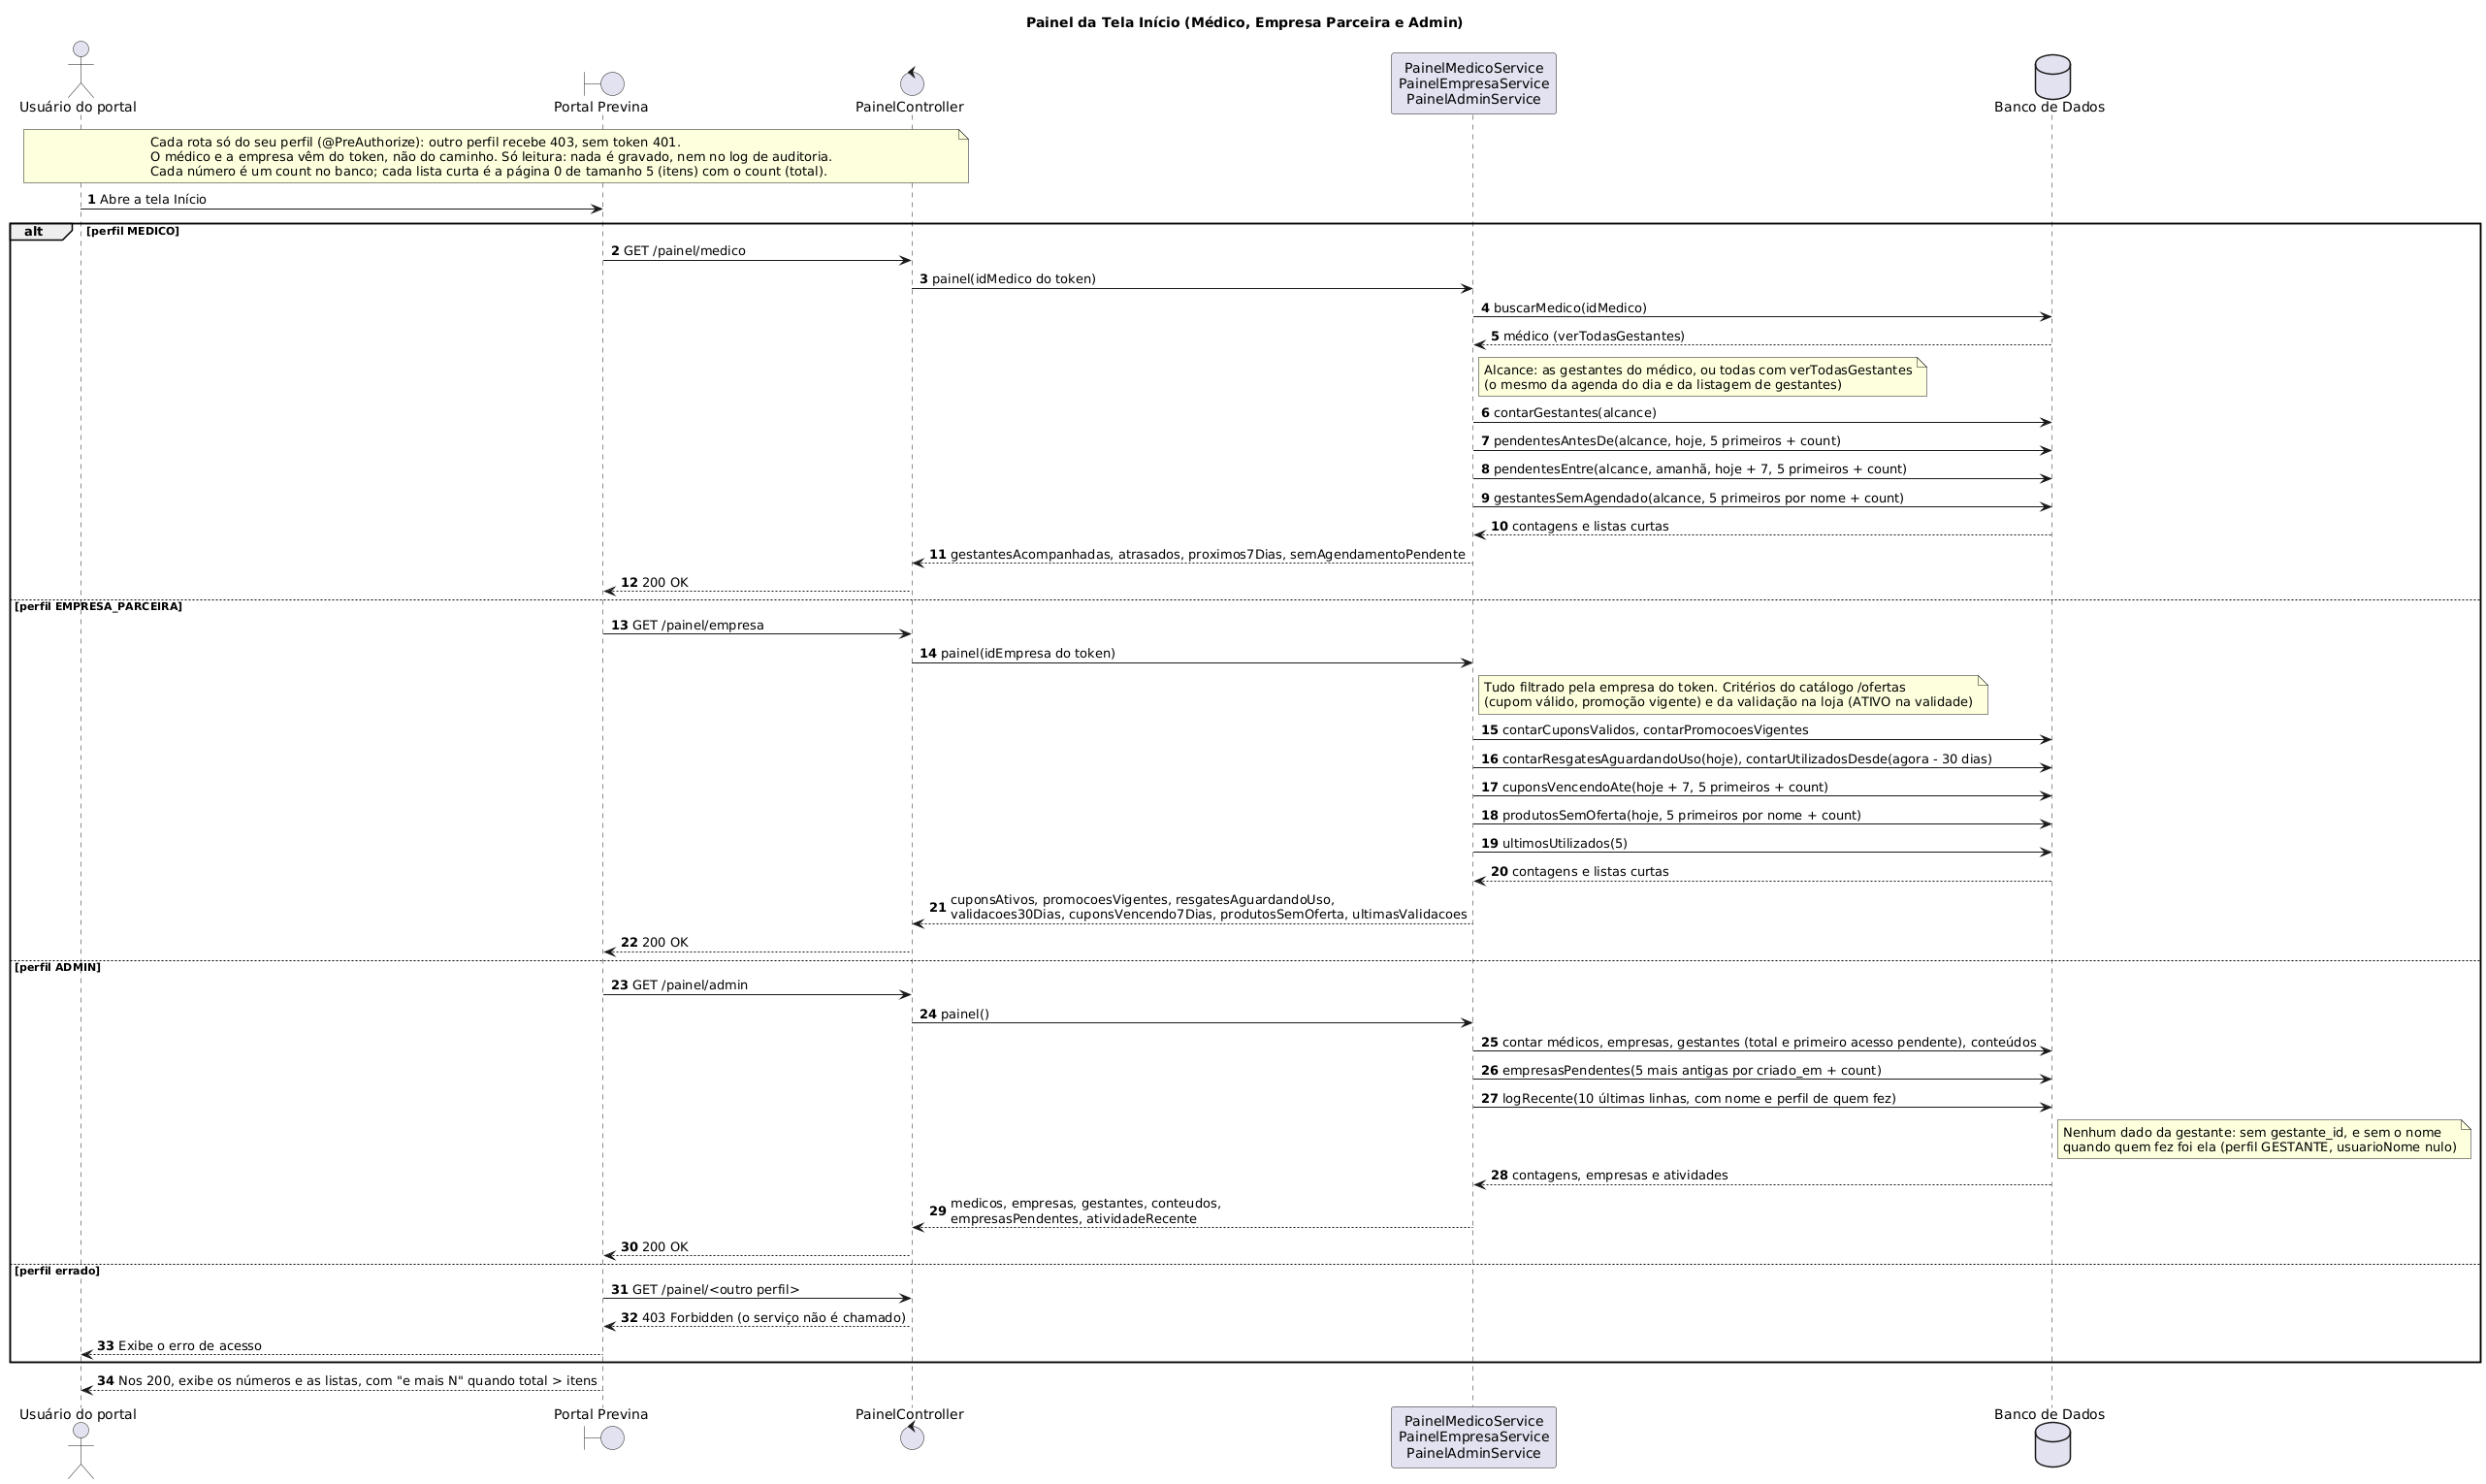 Painel da Tela Início (Médico, Empresa Parceira e Admin)
Usuário do portal
Portal Previna
PainelController
PainelMedicoService
PainelEmpresaService
PainelAdminService
Banco de Dados
Cada rota só do seu perfil (@PreAuthorize): outro perfil recebe 403, sem token 401.
O médico e a empresa vêm do token, não do caminho. Só leitura: nada é gravado, nem no log de auditoria.
Cada número é um count no banco; cada lista curta é a página 0 de tamanho 5 (itens) com o count (total).
1 Abre a tela Início
alt [perfil MEDICO]
2 GET /painel/medico
3 painel(idMedico do token)
4 buscarMedico(idMedico)
5 médico (verTodasGestantes)
Alcance: as gestantes do médico, ou todas com verTodasGestantes
(o mesmo da agenda do dia e da listagem de gestantes)
6 contarGestantes(alcance)
7 pendentesAntesDe(alcance, hoje, 5 primeiros + count)
8 pendentesEntre(alcance, amanhã, hoje + 7, 5 primeiros + count)
9 gestantesSemAgendado(alcance, 5 primeiros por nome + count)
10 contagens e listas curtas
11 gestantesAcompanhadas, atrasados, proximos7Dias, semAgendamentoPendente
12 200 OK
[perfil EMPRESA_PARCEIRA]
13 GET /painel/empresa
14 painel(idEmpresa do token)
Tudo filtrado pela empresa do token. Critérios do catálogo /ofertas
(cupom válido, promoção vigente) e da validação na loja (ATIVO na validade)
15 contarCuponsValidos, contarPromocoesVigentes
16 contarResgatesAguardandoUso(hoje), contarUtilizadosDesde(agora - 30 dias)
17 cuponsVencendoAte(hoje + 7, 5 primeiros + count)
18 produtosSemOferta(hoje, 5 primeiros por nome + count)
19 ultimosUtilizados(5)
20 contagens e listas curtas
21 cuponsAtivos, promocoesVigentes, resgatesAguardandoUso,
validacoes30Dias, cuponsVencendo7Dias, produtosSemOferta, ultimasValidacoes
22 200 OK
[perfil ADMIN]
23 GET /painel/admin
24 painel()
25 contar médicos, empresas, gestantes (total e primeiro acesso pendente), conteúdos
26 empresasPendentes(5 mais antigas por criado_em + count)
27 logRecente(10 últimas linhas, com nome e perfil de quem fez)
Nenhum dado da gestante: sem gestante_id, e sem o nome
quando quem fez foi ela (perfil GESTANTE, usuarioNome nulo)
28 contagens, empresas e atividades
29 medicos, empresas, gestantes, conteudos,
empresasPendentes, atividadeRecente
30 200 OK
[perfil errado]
31 GET /painel/<outro perfil>
32 403 Forbidden (o serviço não é chamado)
33 Exibe o erro de acesso
34 Nos 200, exibe os números e as listas, com "e mais N" quando total > itens
Usuário do portal
Portal Previna
PainelController
PainelMedicoService
PainelEmpresaService
PainelAdminService
Banco de Dados